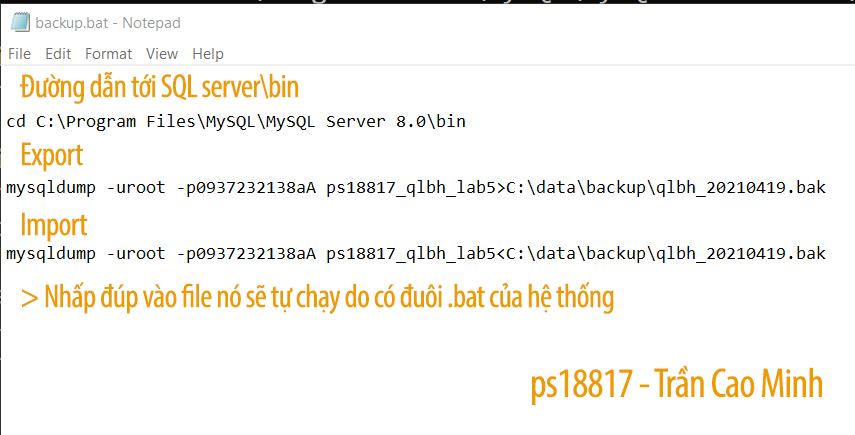 backup.bat - Notepad
File Edit Format View Help
Đường dẫn tới SQL server\bin
cd C:\Program Files\MySQL\MySQL Server 8.0\bin
Export
mysqldump -uroot -p0937232138aA ps18817_qlbh_lab5>C:\data\backup\qlbh_20210419.bak
Import
mysqldump -uroot -p0937232138aA ps18817_qlbh_lab5<C:\data\backup\qlbh_20210419.bak
> Nhấp đúp vào file nó sẽ tự chạy do có đuôi .bat của hệ thống
ps18817 - Trần Cao Minh